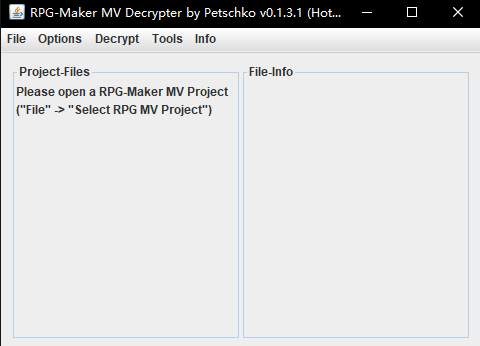 RPG-Maker MV Decrypter by Petschko v0.1.3.1 (Hot...
File Options Decrypt Tools Info
Project-Files
Please open a RPG-Maker MV Project
("File" -> "Select RPG MV Project")
File-Info